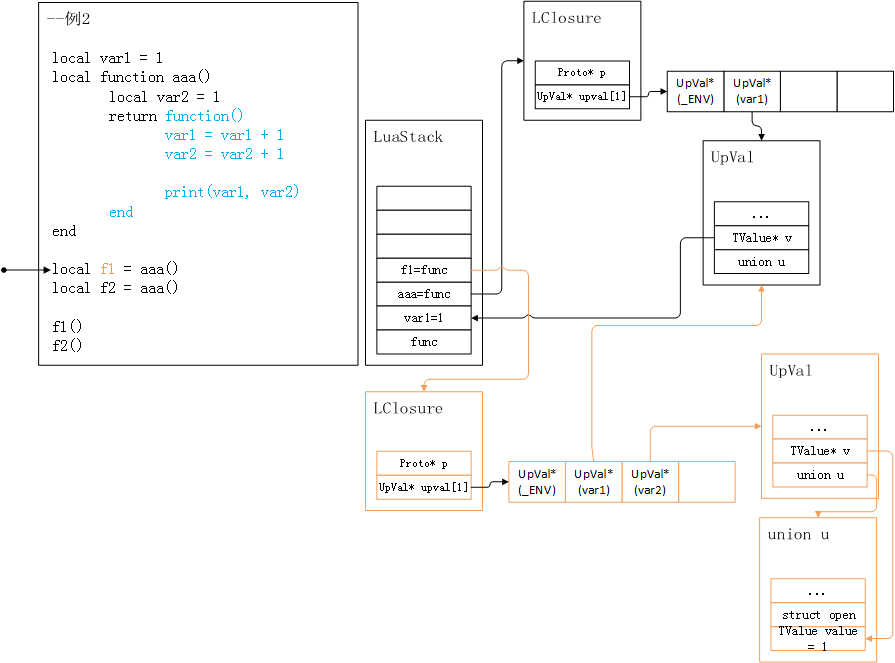 --例2
local var1 = 1
local function aaa()
local var2 = 1
return function()
var1 = var1 + 1
var2 = var2 + 1
print(var1, var2)
end
end
local f1 = aaa()
local f2 = aaa()
f1()
f2()
LuaStack
f1=func
aaa=func
var1=1
func
LClosure
Proto* p
UpVal* upval[1]
UpVal*
(_ENV)
UpVal*
(var1)
UpVal
...
TValue* v
union u
LClosure
Proto* p
UpVal* upval[1]
UpVal*
(_ENV)
UpVal*
(var1)
UpVal*
(var2)
UpVal
...
TValue* v
union u
union u
...
struct open
TValue value
= 1